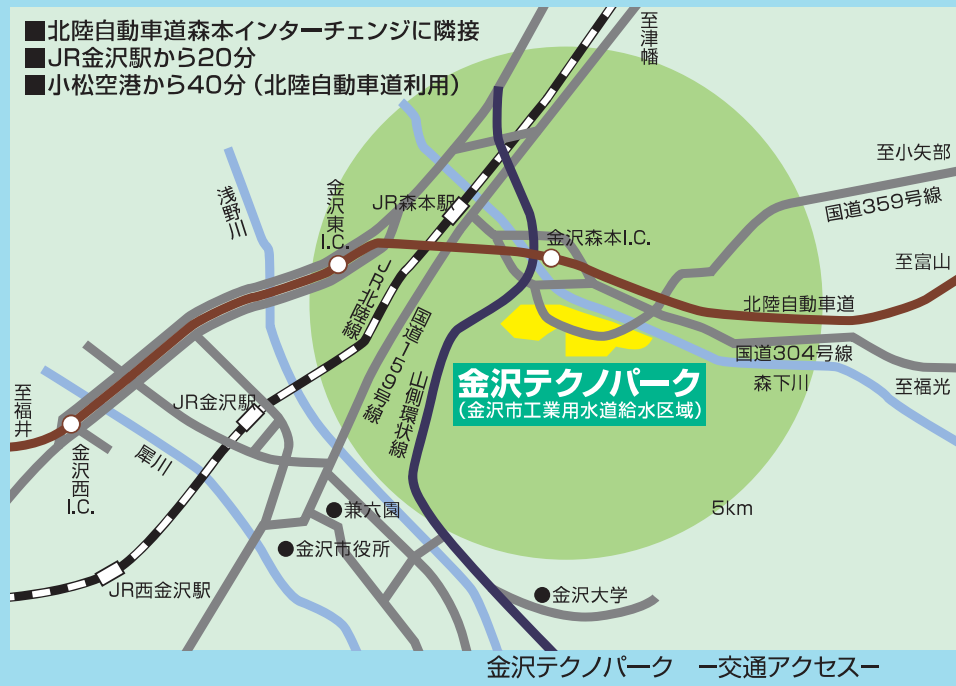 ■北陸自動車道森本インターチェンジに隣接
■JR金沢駅から20分
■小松空港から40分（北陸自動車道利用）
至津幡
至小矢部
国道359号線
浅野川
金沢東I.C.
JR森本駅
金沢森本I.C.
至富山
JR北陸線
北陸自動車道
国道159号線
山側環状線
国道304号線
金沢テクノパーク
（金沢市工業用水道給水区域）
森下川
至福光
至福井
JR金沢駅
金沢西I.C.
犀川
●兼六園
5km
●金沢市役所
JR西金沢駅
●金沢大学
金沢テクノパーク　ー交通アクセスー